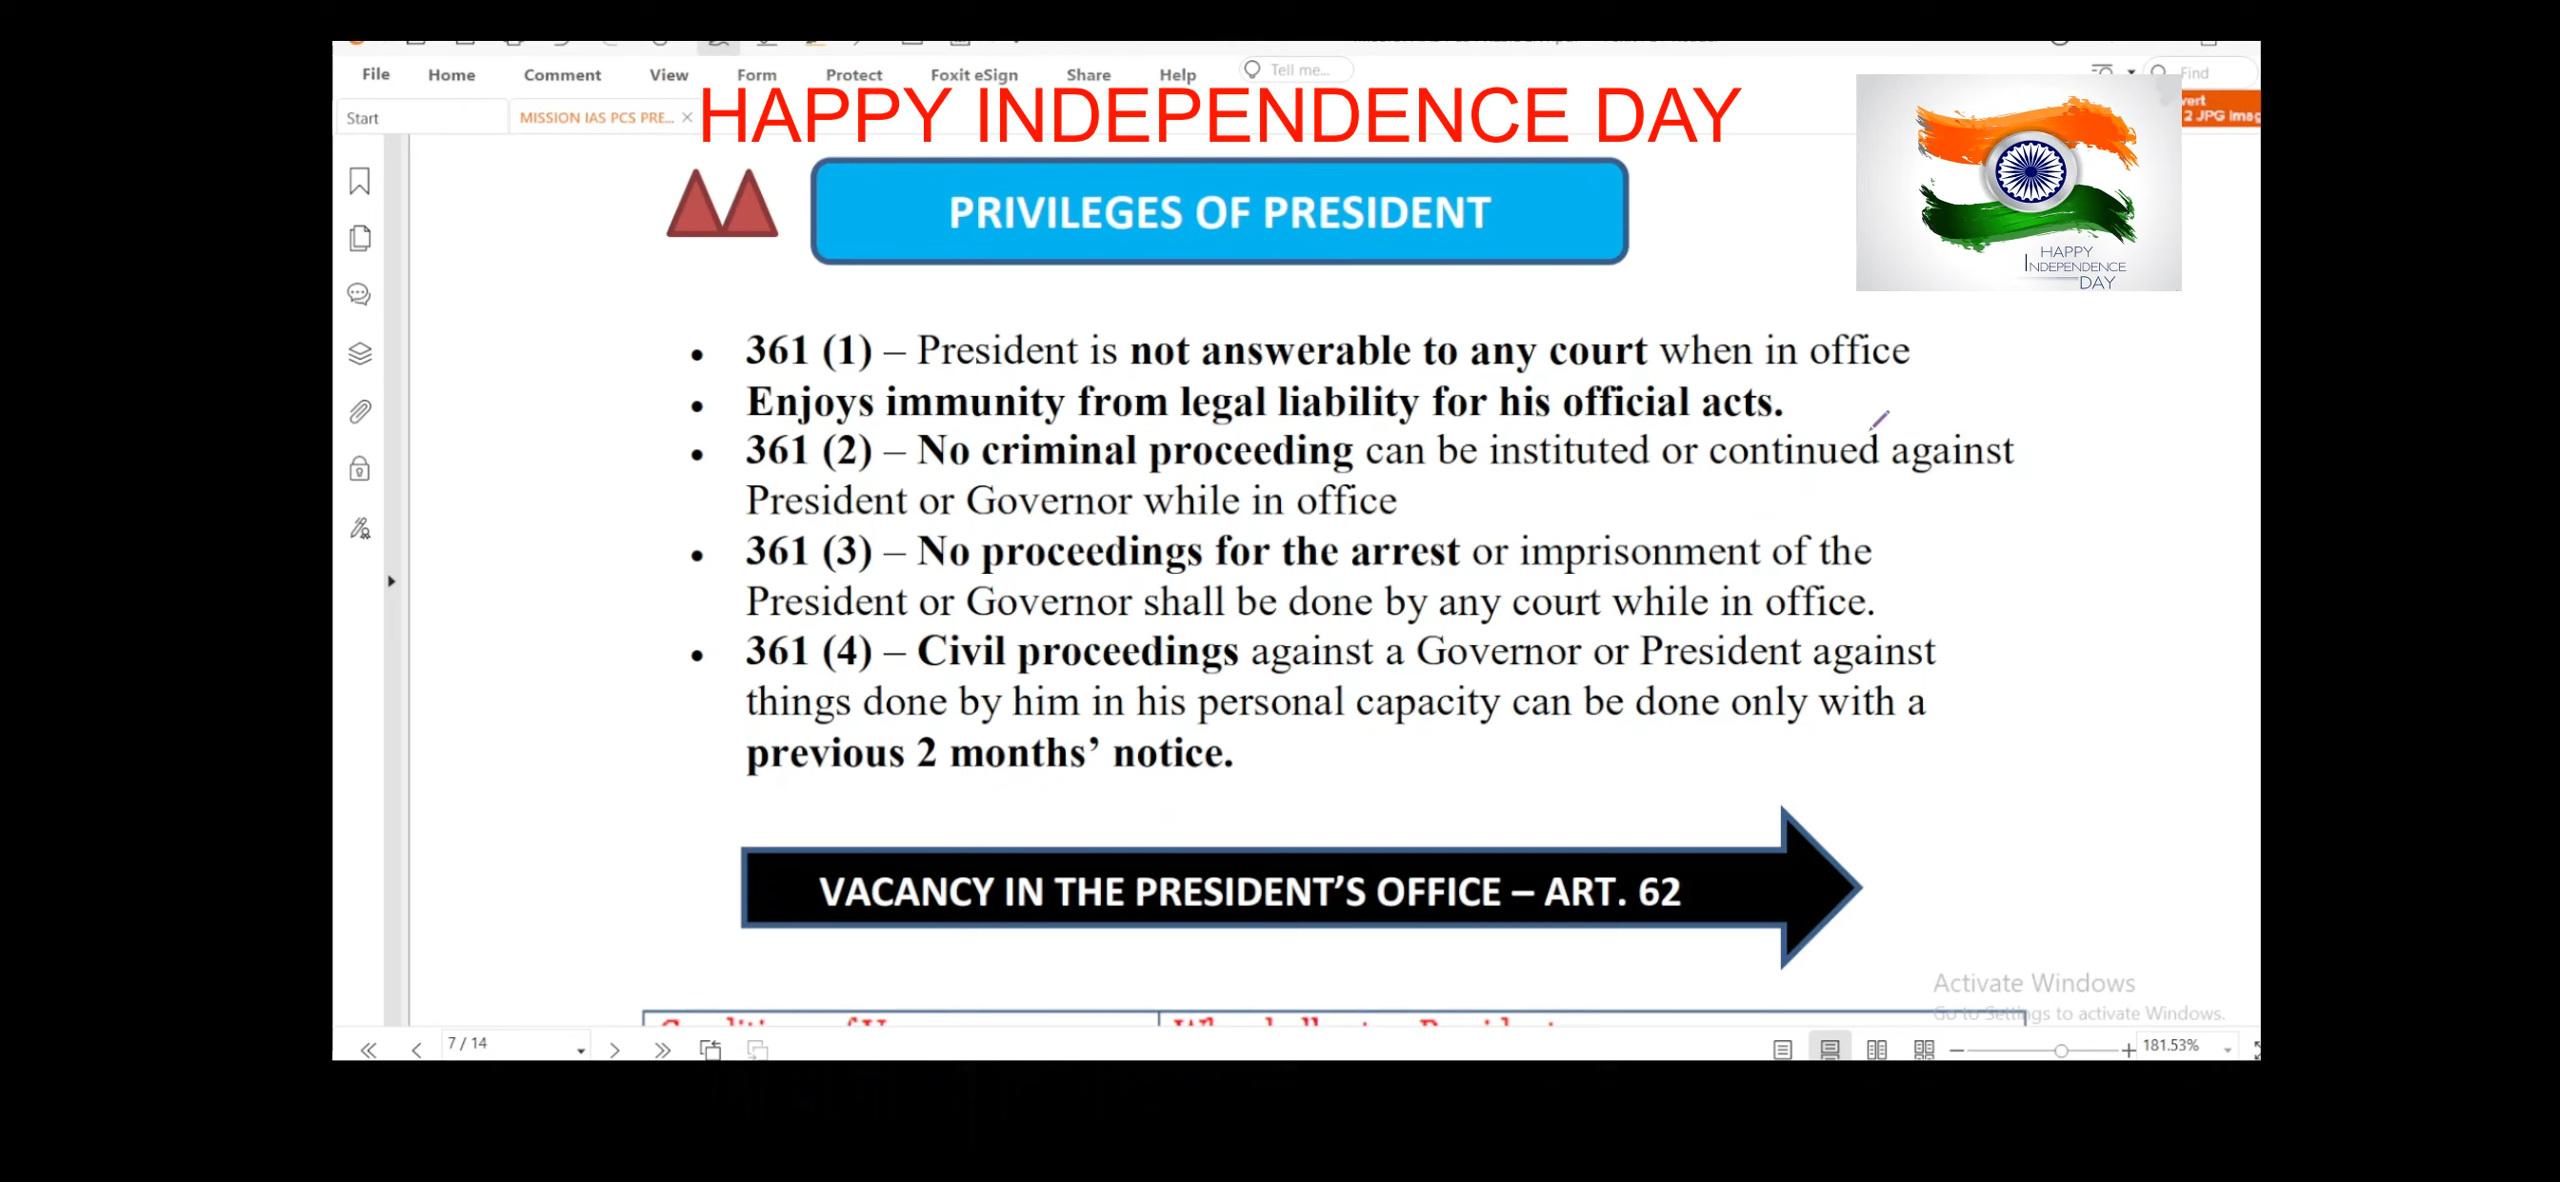 File Home Comment View Form Protect Foxit eSign Share Help Tell me... Find
HAPPY INDEPENDENCE DAY
Start MISSION IAS PCS PRE...
vert
2 JPG Imag
PRIVILEGES OF PRESIDENT
HAPPY
INDEPENDENCE
DAY
• 361 (1) – President is not answerable to any court when in office
• Enjoys immunity from legal liability for his official acts.
• 361 (2) – No criminal proceeding can be instituted or continued against
President or Governor while in office
• 361 (3) – No proceedings for the arrest or imprisonment of the
President or Governor shall be done by any court while in office.
• 361 (4) – Civil proceedings against a Governor or President against
things done by him in his personal capacity can be done only with a
previous 2 months’ notice.
VACANCY IN THE PRESIDENT’S OFFICE – ART. 62
Activate Windows
Go to Settings to activate Windows.
7 / 14 181.53%